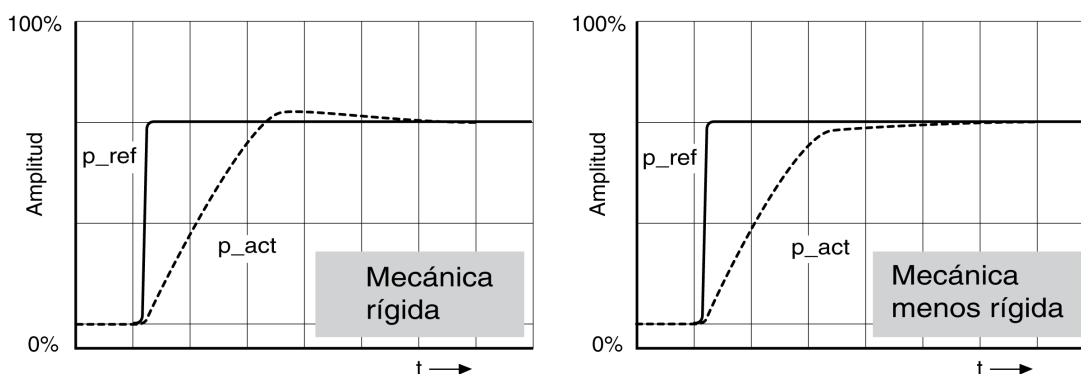 100%
Amplitud
p_ref
p_act
Mecánica
rígida
0%
t
100%
Amplitud
p_ref
p_act
Mecánica
menos rígida
0%
t